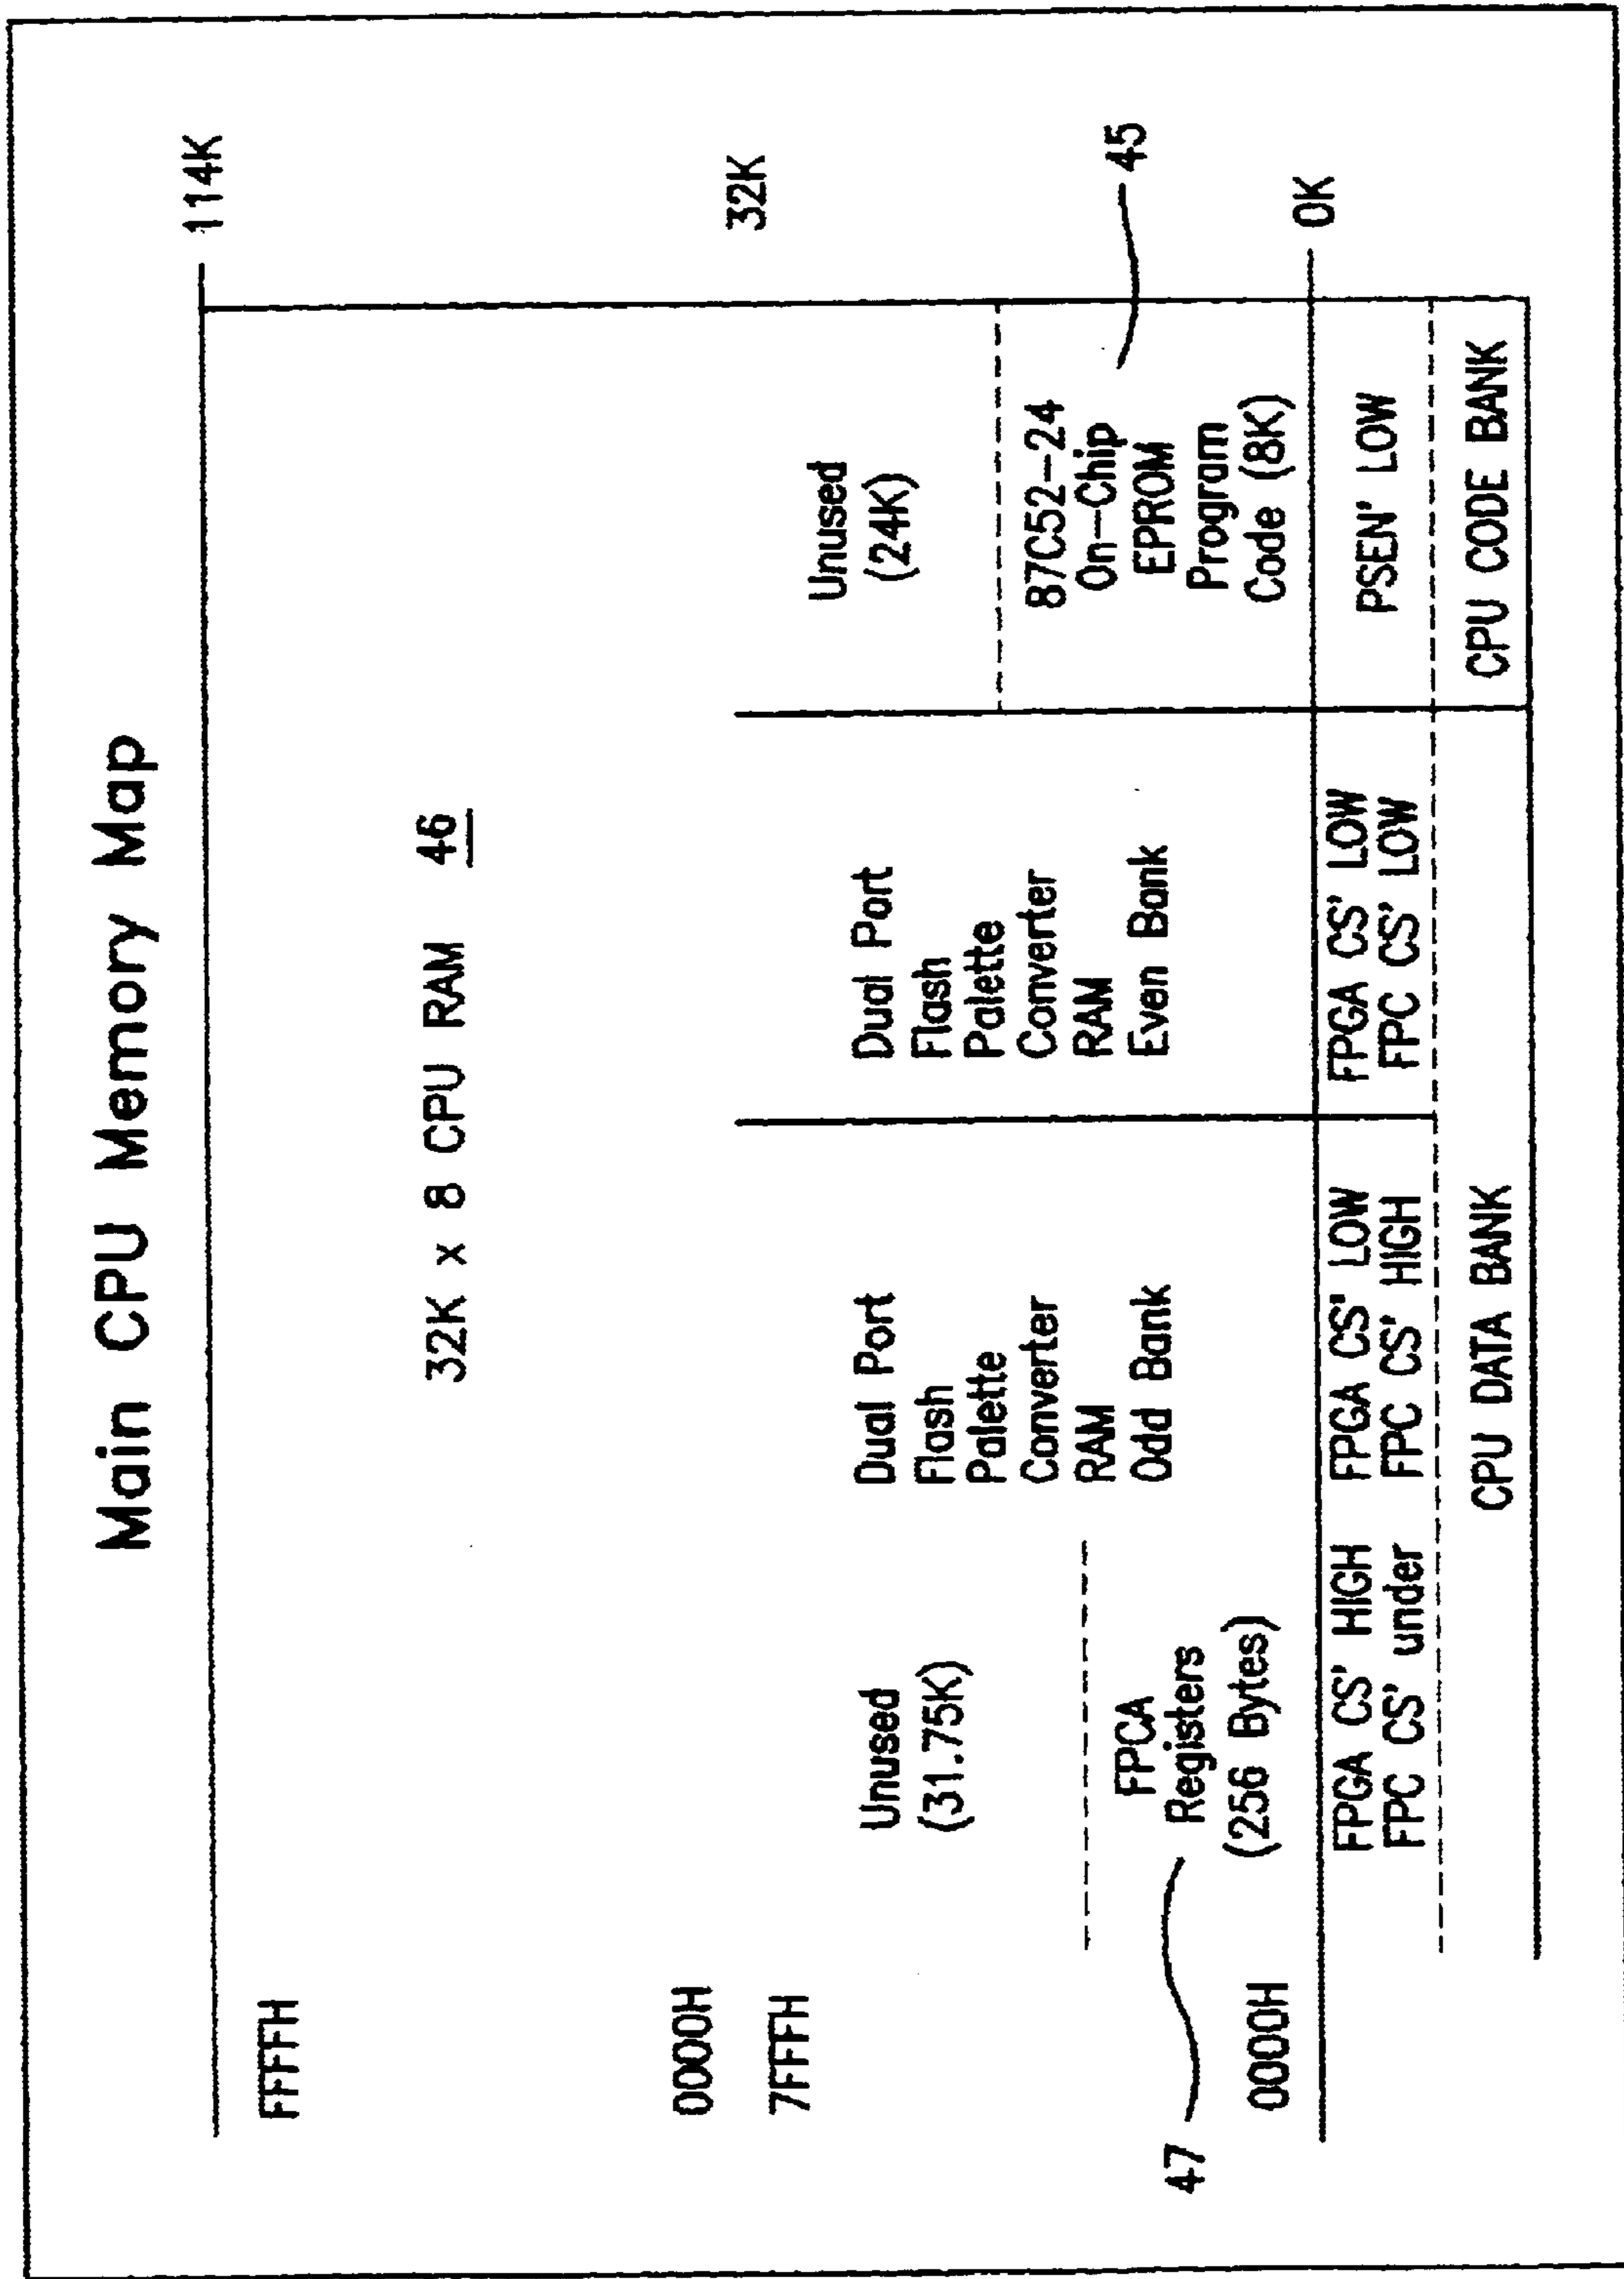 Main CPU Memory Map
114K
FFFFH
32K x 8 CPU RAM 46
0000H
7FFFH
32K
Unused
(31.75K)
Dual Port
Flash
Palette
Converter
RAM
Odd Bank
Dual Port
Flash
Palette
Converter
RAM
Even Bank
Unused
(24K)
47
FPCA
Registers
(256 Bytes)
87C52-24
On-Chip
EPROM
Program
Code (8K)
45
0000H
0K
FPGA CS' HIGH
FPC CS' under
FPGA CS' LOW
FPC CS' HIGH
FPGA CS' LOW
FPC CS' LOW
PSEN' LOW
CPU DATA BANK
CPU CODE BANK